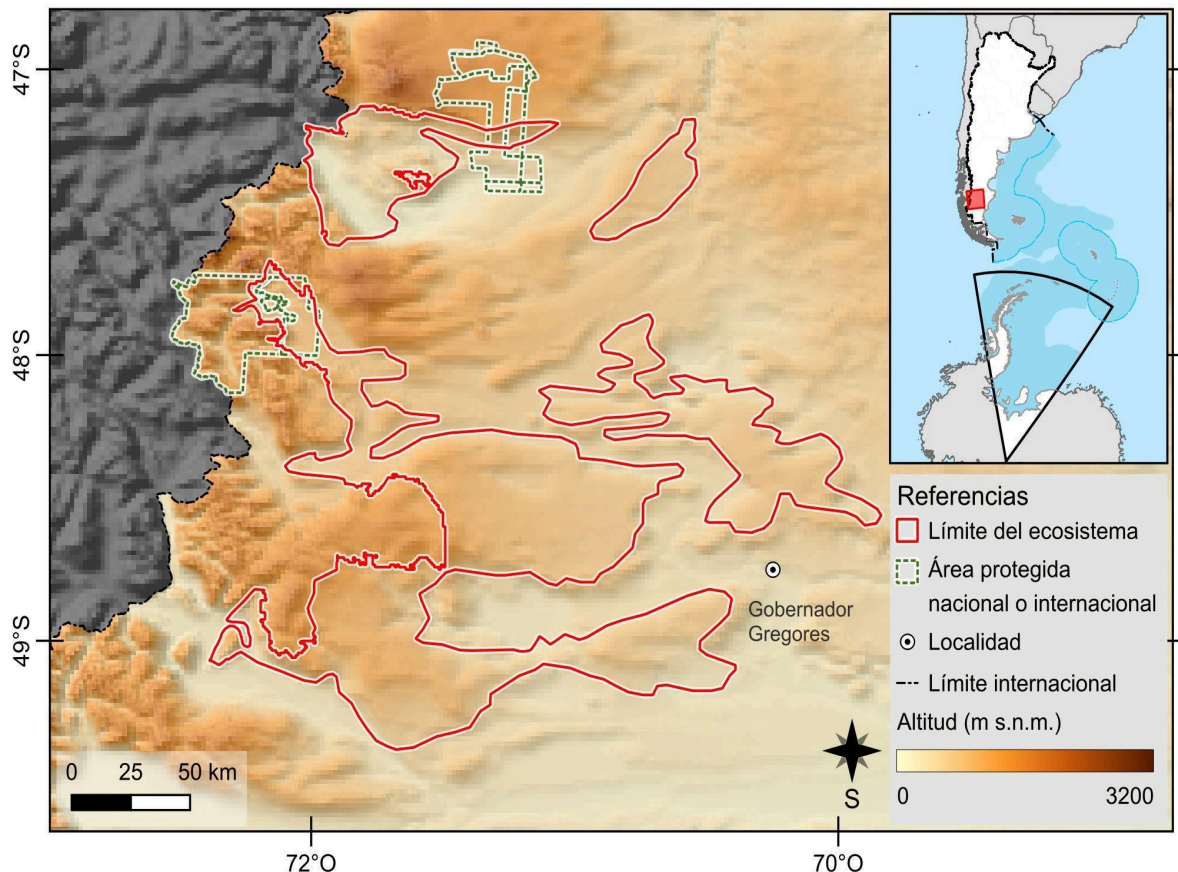 47°S
48°S
49°S
72°O
70°O
Gobernador
Gregores
0 25 50 km
S
Referencias
Límite del ecosistema
Área protegida
nacional o internacional
Localidad
Límite internacional
Altitud (m s.n.m.)
0 3200